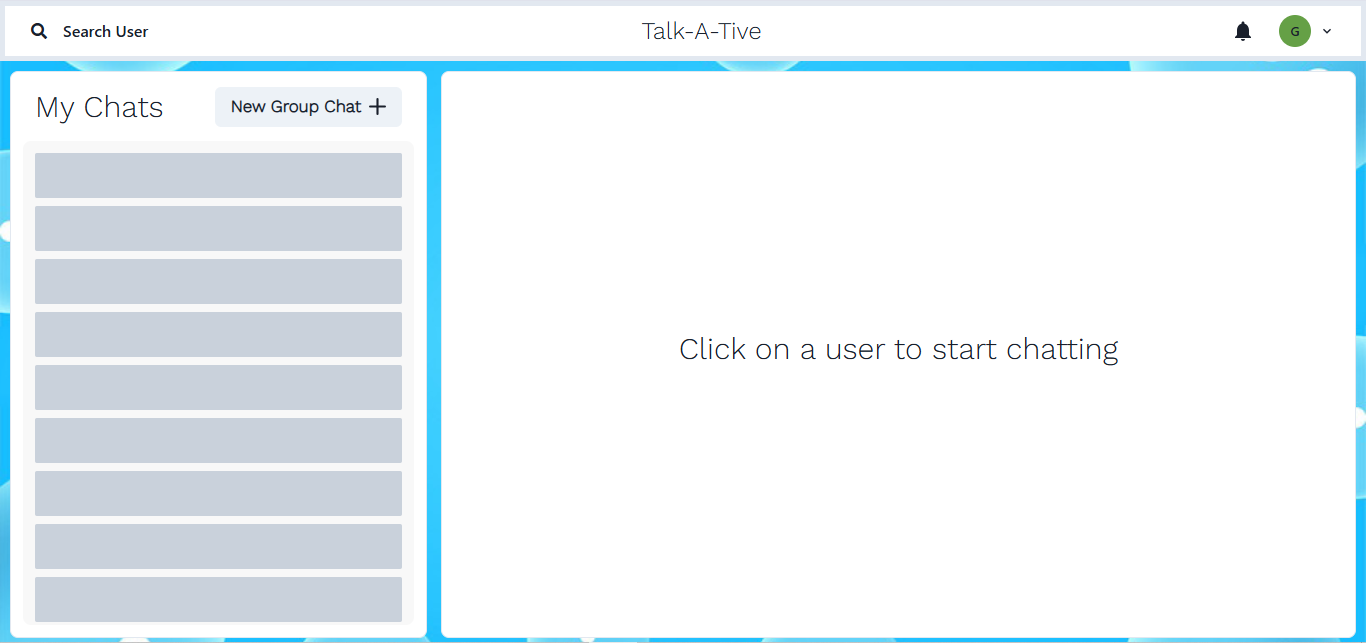 Search User
Talk-A-Tive
G
My Chats
New Group Chat
Click on a user to start chatting